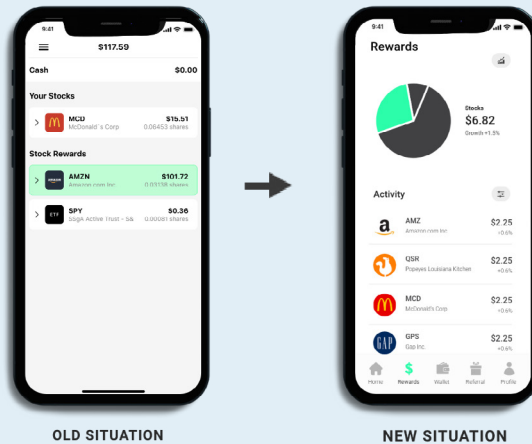 9:41
$117.59
Cash $0.00
Your Stocks
MCD $15.51
McDonald's Corp 0.06453 shares
Stock Rewards
AMZN $101.72
Amazon.com Inc 0.03138 shares
ETF SPY $0.36
SSgA Active Trust - S& 0.00081 shares
OLD SITUATION
9:41
Rewards
Stocks
$6.82
Growth +1.5%
Activity
a AMZ $2.25
Amazon.com Inc +0.6%
QSR $2.25
Popeyes Louisiana Kitchen +0.6%
MCD $2.25
McDonald's Corp +0.6%
GAP GPS $2.25
Gap Inc. +0.6%
Home Rewards Wallet Referral Profile
NEW SITUATION